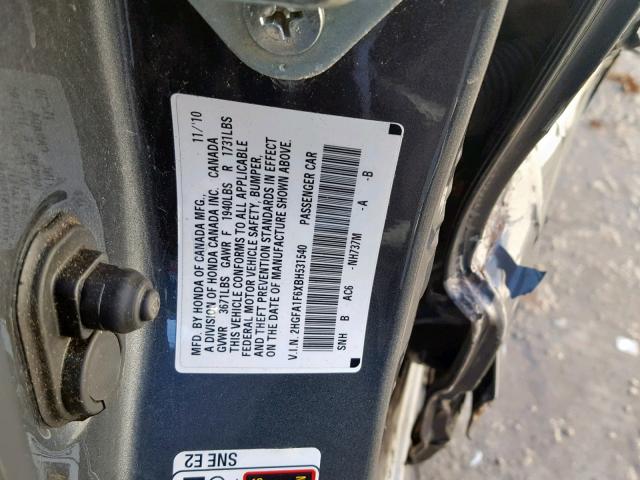 MFD. BY HONDA OF CANADA MFG. 11/'10
A DIVISION OF HONDA CANADA INC. CANADA
GVWR 3671LBS GAWR F 1940LBS R 1731LBS
THIS VEHICLE CONFORMS TO ALL APPLICABLE
FEDERAL MOTOR VEHICLE SAFETY, BUMPER,
AND THEFT PREVENTION STANDARDS IN EFFECT
ON THE DATE OF MANUFACTURE SHOWN ABOVE.
V.I.N. 2HGFA1F6XBH531540 PASSENGER CAR
SNH B AC6 -NH737M -A -B
SNE E2